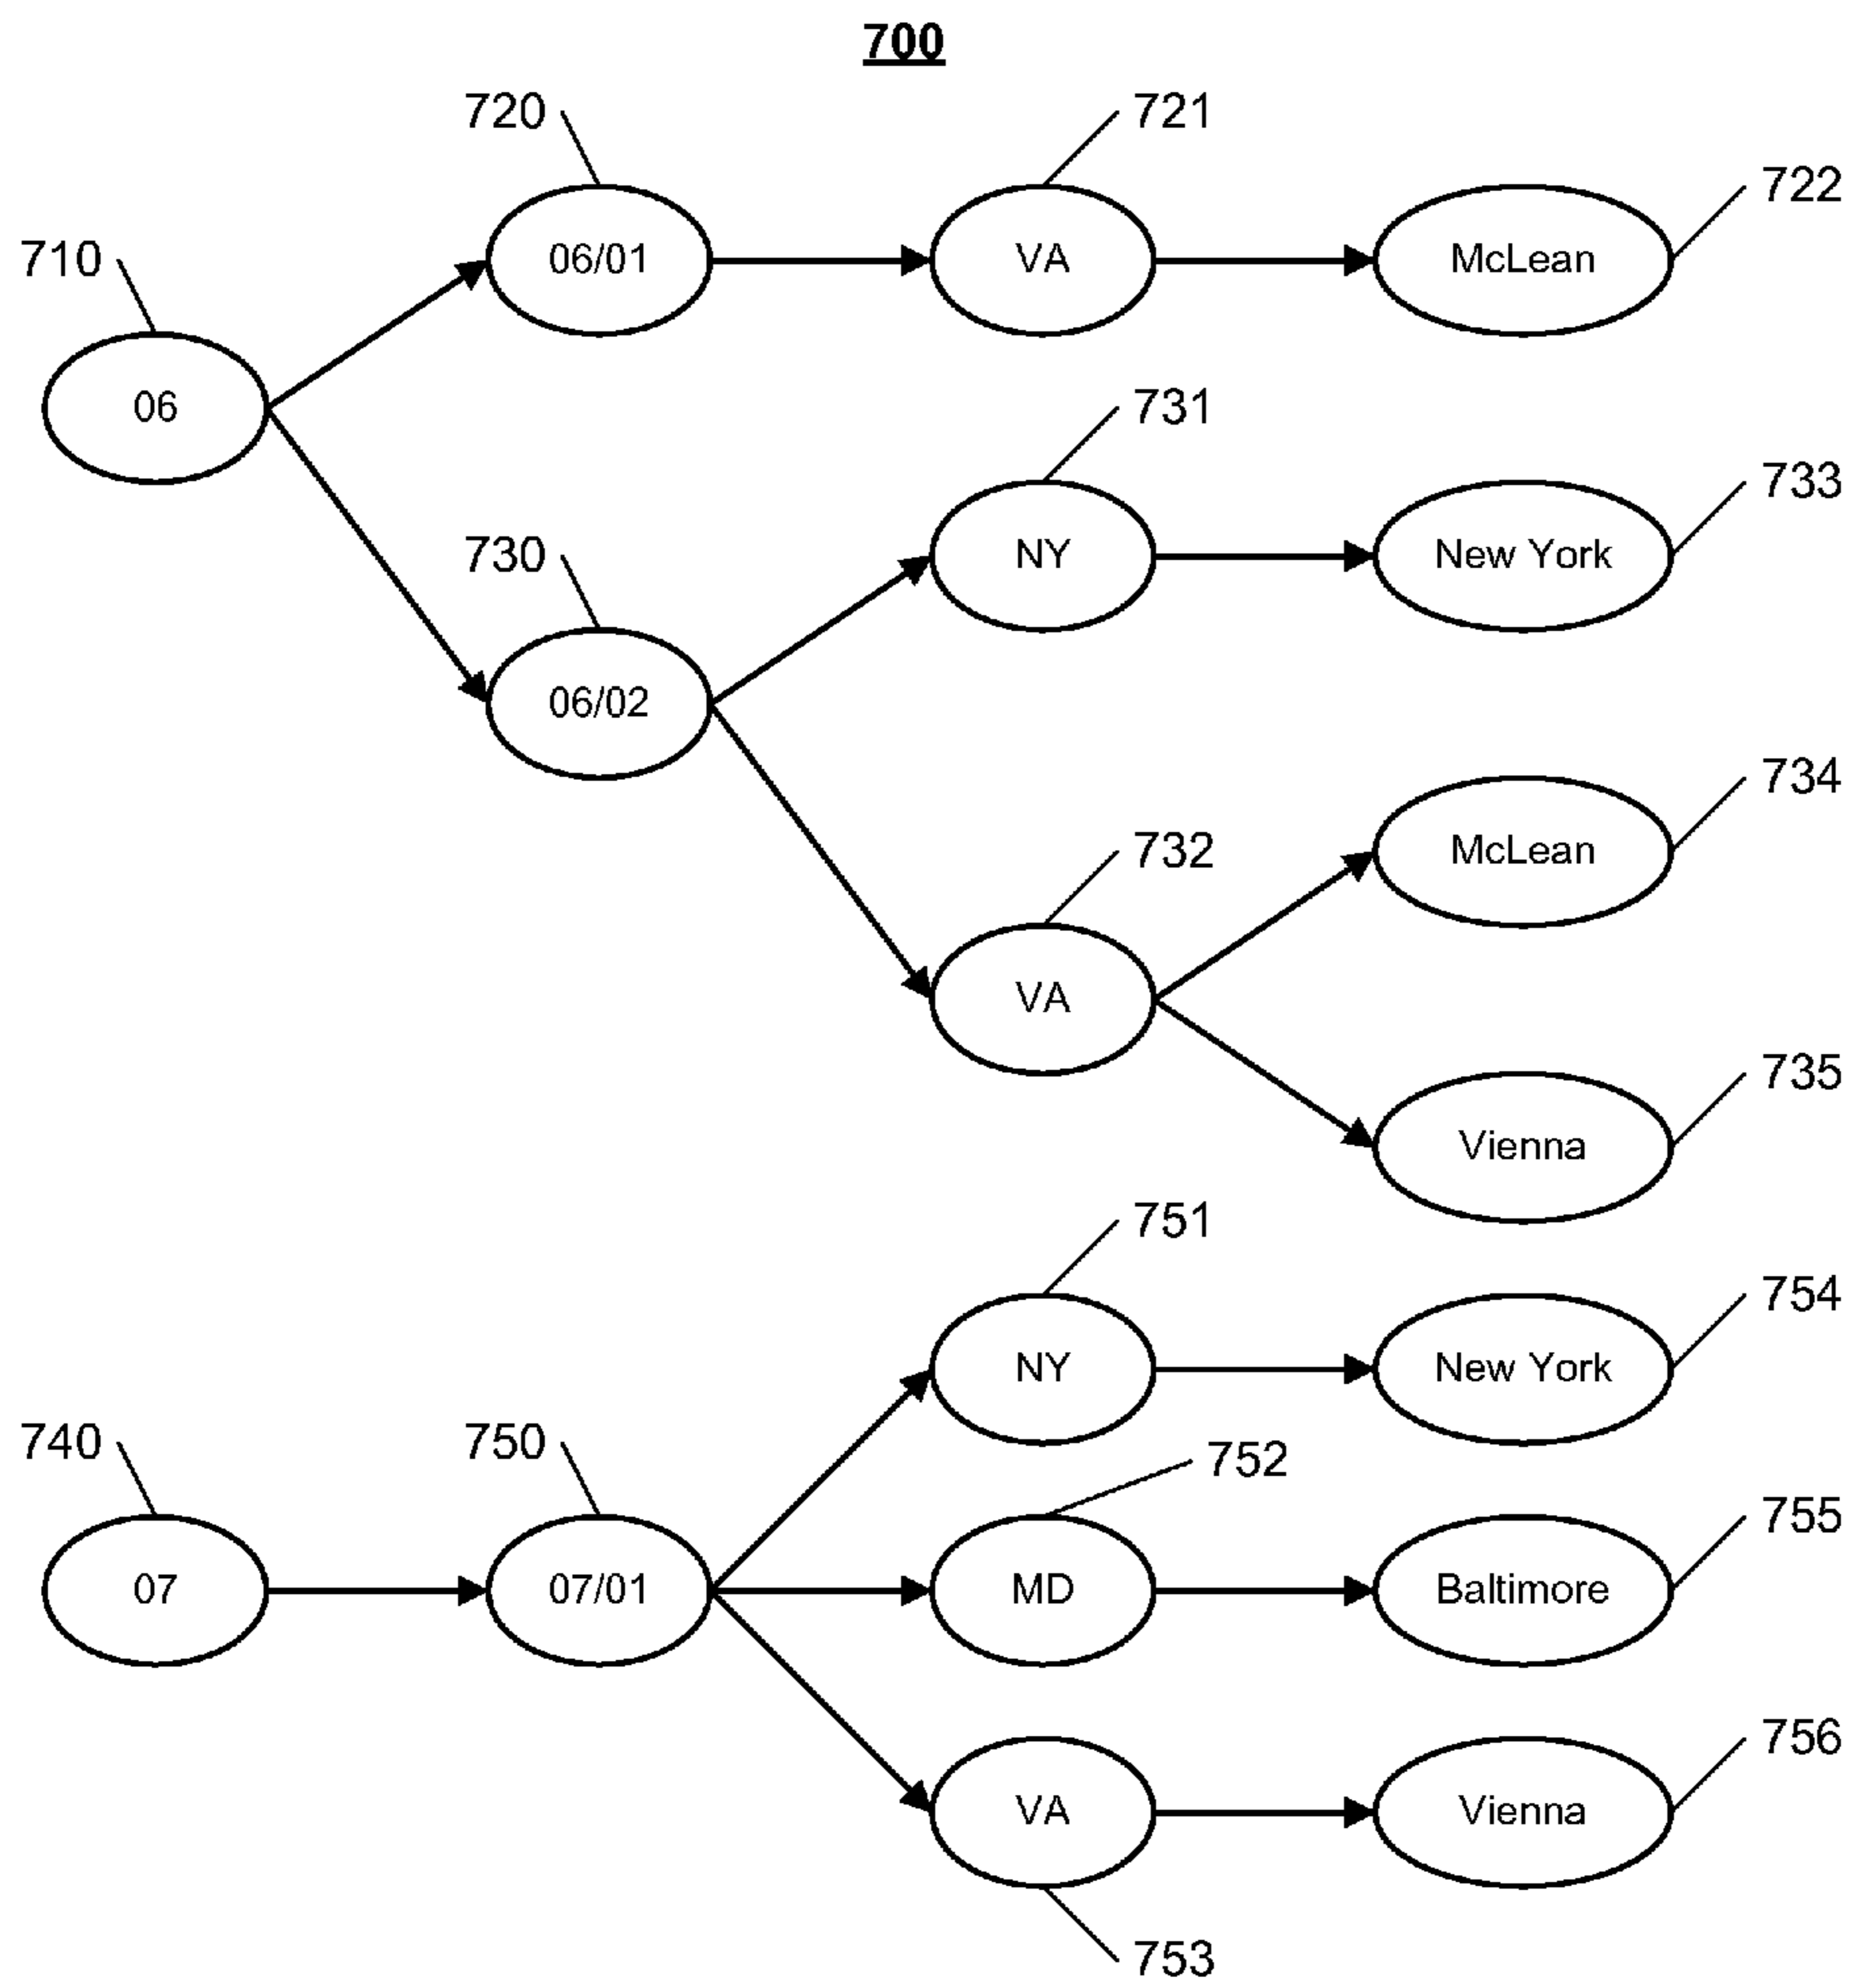 700
720
721
722
710
06/01
VA
McLean
06
731
733
730
NY
New York
06/02
734
732
McLean
VA
735
Vienna
751
754
NY
New York
740
750
752
755
07
07/01
MD
Baltimore
756
VA
Vienna
753